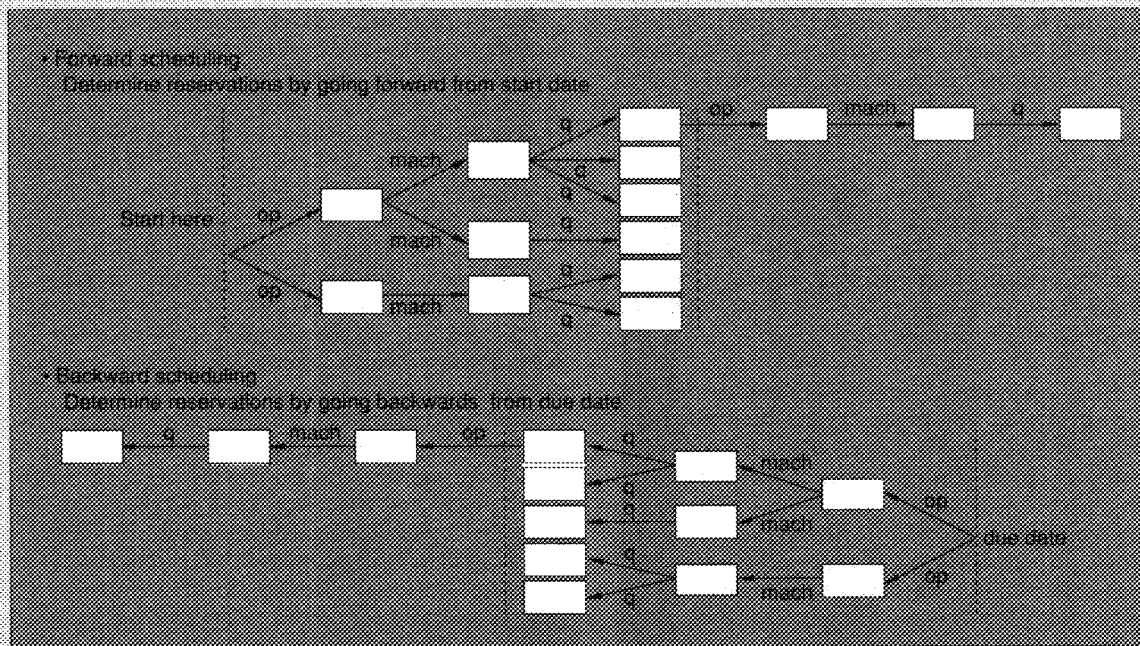 • Forward scheduling
Determine reservations by going forward from start date
op mach q
q
mach
q
q
Start here op
q
mach
q
op
mach
q
• Backward scheduling
Determine reservations by going backwards from due date
q mach op q
mach
q
op
q
mach
due date
q
op
mach
q